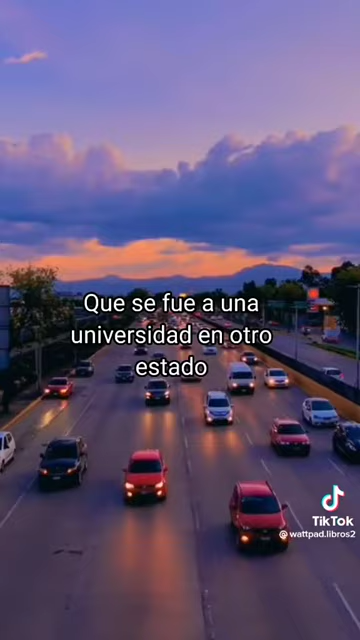 Que se fue a una
universidad en otro
estado
TikTok
@wattpad.libros2